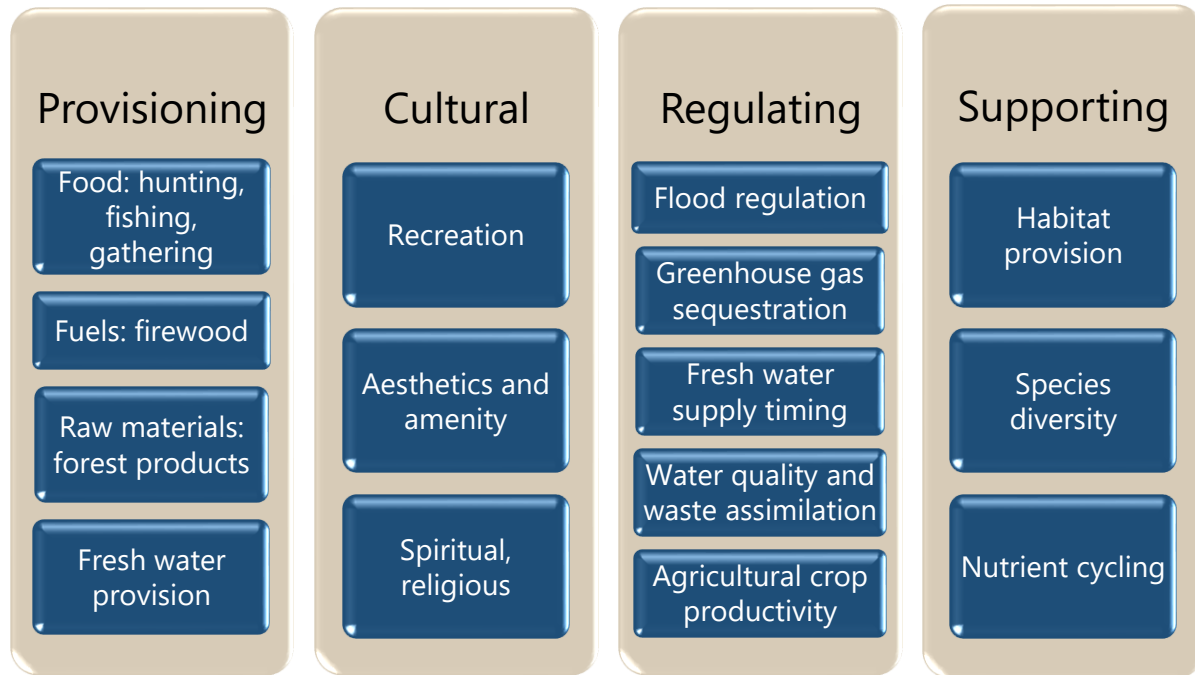 Provisioning
Food: hunting,
fishing,
gathering
Fuels: firewood
Raw materials:
forest products
Fresh water
provision
Cultural
Recreation
Aesthetics and
amenity
Spiritual,
religious
Regulating
Flood regulation
Greenhouse gas
sequestration
Fresh water
supply timing
Water quality and
waste assimilation
Agricultural crop
productivity
Supporting
Habitat
provision
Species
diversity
Nutrient cycling